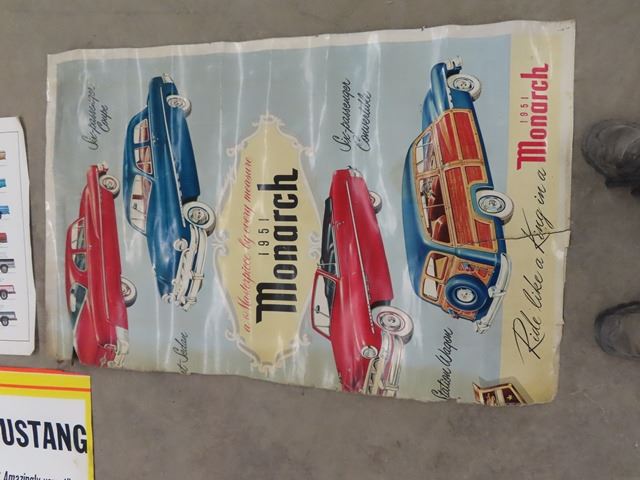 Six-passenger
Coupe
Six-passenger
Convertible
a Masterpiece by every measure
1951
Monarch
Station Wagon
Ride like a King in a
1951
Monarch
USTANG